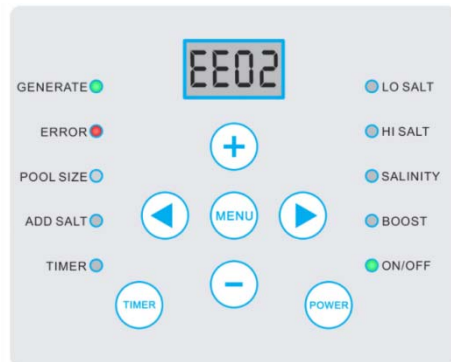 EE02
GENERATE
LO SALT
ERROR
HI SALT
POOL SIZE
SALINITY
ADD SALT
MENU
BOOST
TIMER
ON/OFF
TIMER
POWER